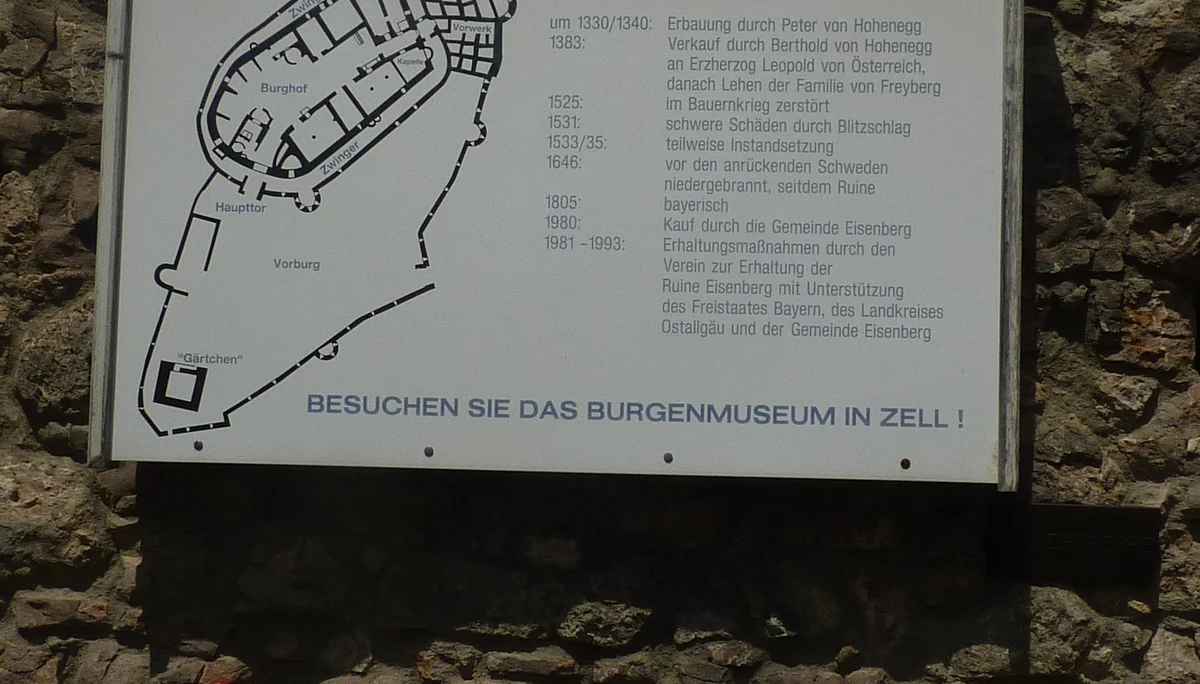 Zwing
Vorwerk
Kapelle
Burghof
Zwinger
Haupttor
Vorburg
"Gärtchen"
um 1330/1340: Erbauung durch Peter von Hohenegg
1383: Verkauf durch Berthold von Hohenegg
an Erzherzog Leopold von Österreich,
danach Lehen der Familie von Freyberg
1525: im Bauernkrieg zerstört
1531: schwere Schäden durch Blitzschlag
1533/35: teilweise Instandsetzung
1646: vor den anrückenden Schweden
niedergebrannt, seitdem Ruine
1805: bayerisch
1980: Kauf durch die Gemeinde Eisenberg
1981 -1993: Erhaltungsmaßnahmen durch den
Verein zur Erhaltung der
Ruine Eisenberg mit Unterstützung
des Freistaates Bayern, des Landkreises
Ostallgäu und der Gemeinde Eisenberg
BESUCHEN SIE DAS BURGENMUSEUM IN ZELL !